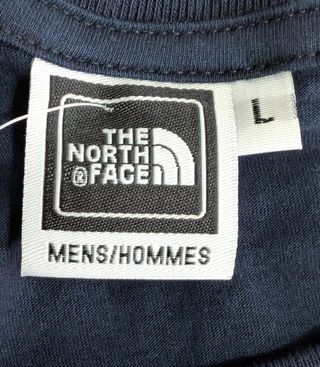 THE
NORTH
® FACE
MENS/HOMMES
L